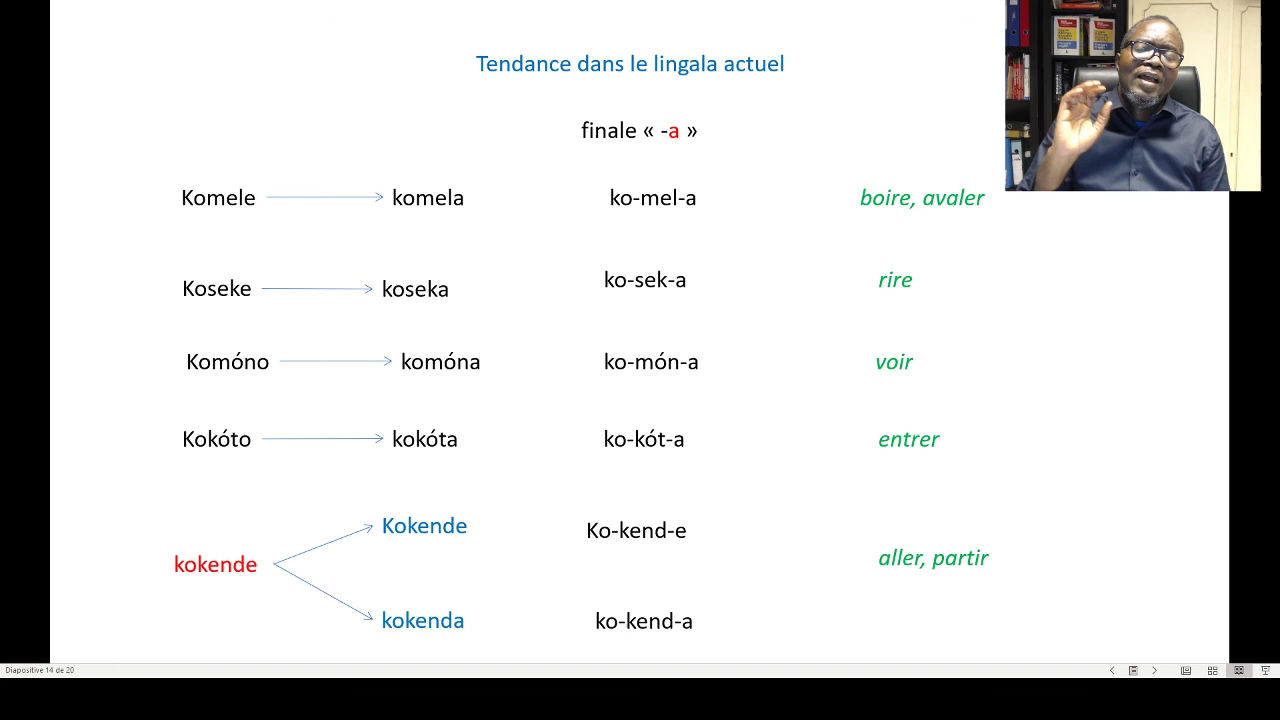 Tendance dans le lingala actuel
finale « -a »
Komele komela ko-mel-a boire, avaler
Koseke koseka ko-sek-a rire
Komóno komóna ko-món-a voir
Kokóto kokóta ko-kót-a entrer
kokende Kokende Ko-kend-e aller, partir
kokenda ko-kend-a
Diapositive 14 de 20